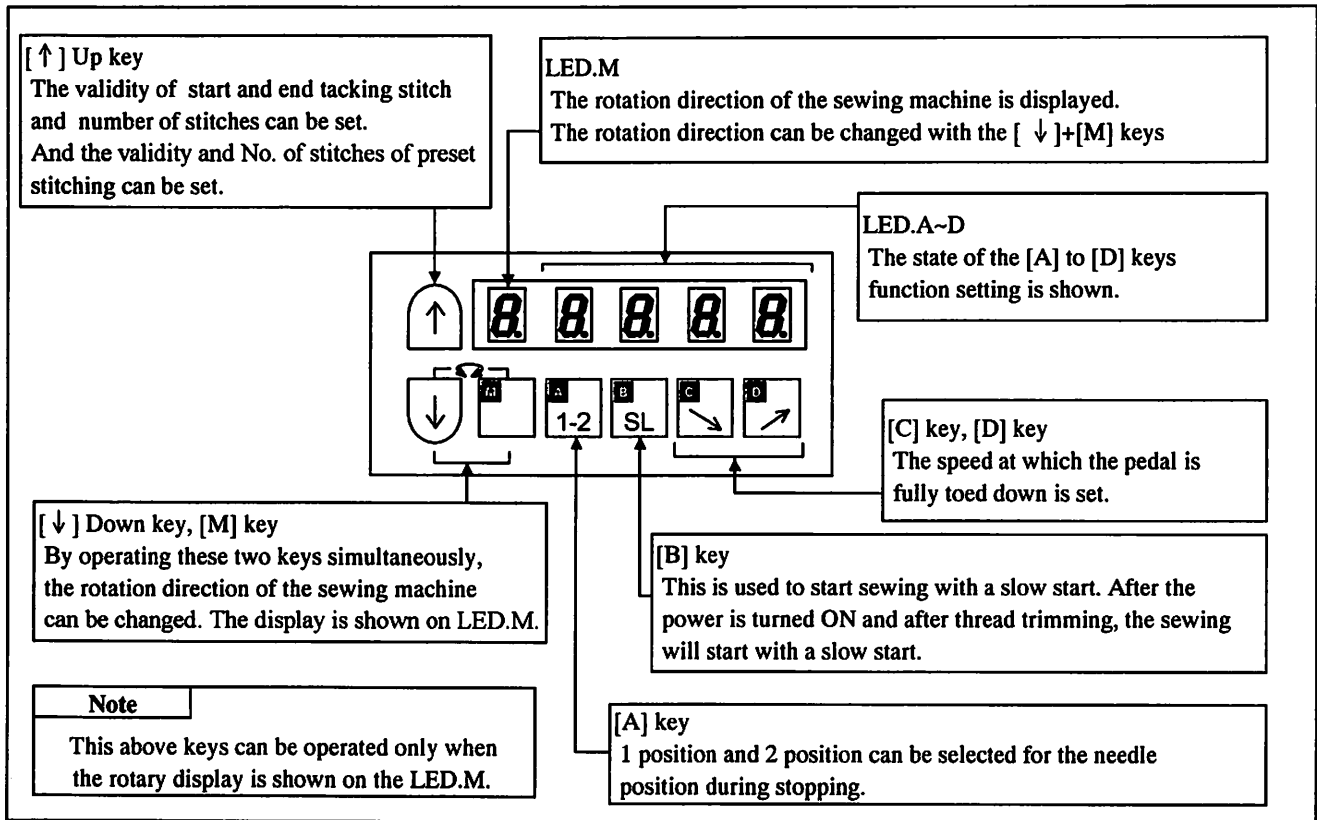 [ ↑ ] Up key
The validity of start and end tacking stitch
and number of stitches can be set.
And the validity and No. of stitches of preset
stitching can be set.
LED.M
The rotation direction of the sewing machine is displayed.
The rotation direction can be changed with the [ ↓ ]+[M] keys
LED.A~D
The state of the [A] to [D] keys
function setting is shown.
↑ 8. 8. 8. 8. 8.
↓ M A B C D
1-2 SL ↘ ↗
[C] key, [D] key
The speed at which the pedal is
fully toed down is set.
[ ↓ ] Down key, [M] key
By operating these two keys simultaneously,
the rotation direction of the sewing machine
can be changed. The display is shown on LED.M.
[B] key
This is used to start sewing with a slow start. After the
power is turned ON and after thread trimming, the sewing
will start with a slow start.
Note
This above keys can be operated only when
the rotary display is shown on the LED.M.
[A] key
1 position and 2 position can be selected for the needle
position during stopping.